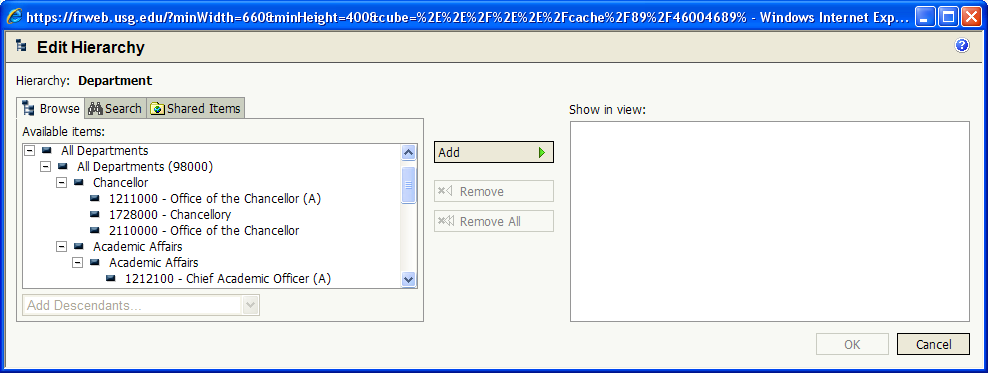 https://frweb.usg.edu/?minWidth=660&minHeight=400&cube=%2E%2E%2F%2E%2E%2Fcache%2F89%2F46004689% - Windows Internet Exp...
Edit Hierarchy
Hierarchy: Department
Browse Search Shared Items
Available items:
All Departments
All Departments (98000)
Chancellor
1211000 - Office of the Chancellor (A)
1728000 - Chancellory
2110000 - Office of the Chancellor
Academic Affairs
Academic Affairs
1212100 - Chief Academic Officer (A)
Add Descendants...
Add
Remove
Remove All
Show in view:
OK Cancel